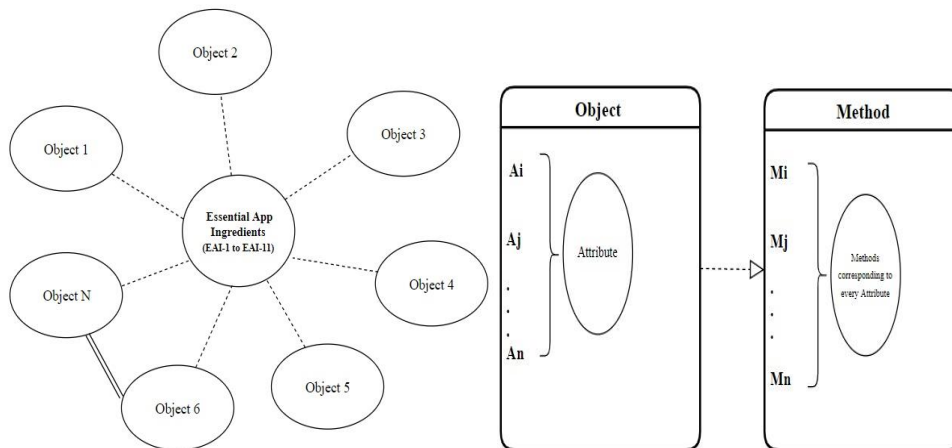 Object 2
Object 1
Object 3
Essential App
Ingredients
(EAI-1 to EAI-11)
Object N
Object 4
Object 6
Object 5
Object
Ai
Aj
.
.
.
An
Attribute
Method
Mi
Mj
.
.
.
Mn
Methods
corresponding to
every Attribute